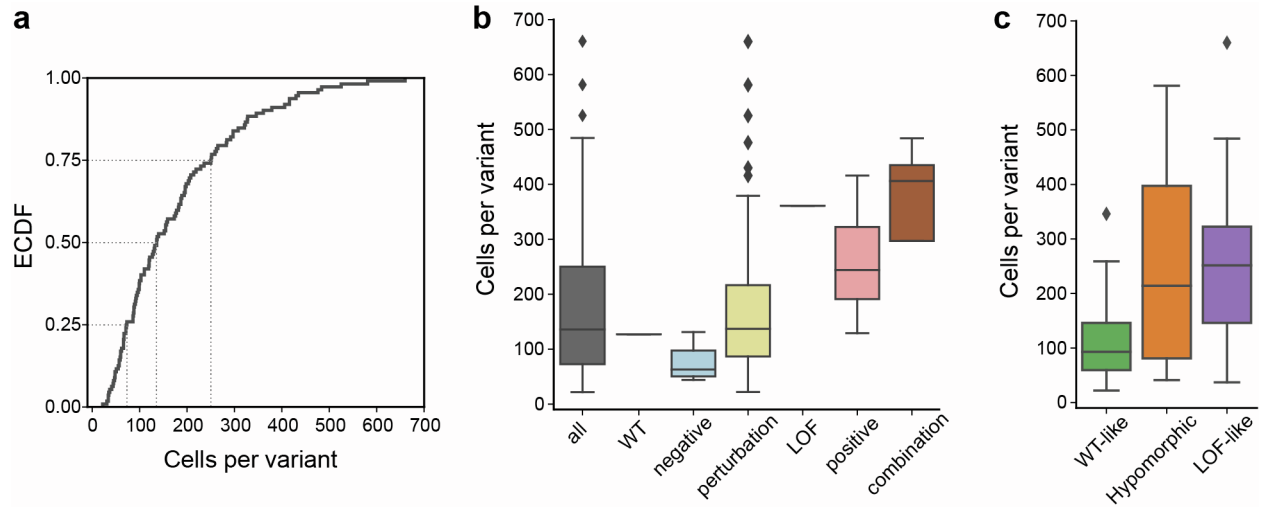 a
1.00
0.75
0.50
0.25
0.00
ECDF
0 100 200 300 400 500 600 700
Cells per variant
b
700
600
500
400
300
200
100
0
Cells per variant
all
WT
negative
perturbation
LOF
positive
combination
c
700
600
500
400
300
200
100
0
Cells per variant
WT-like
Hypomorphic
LOF-like